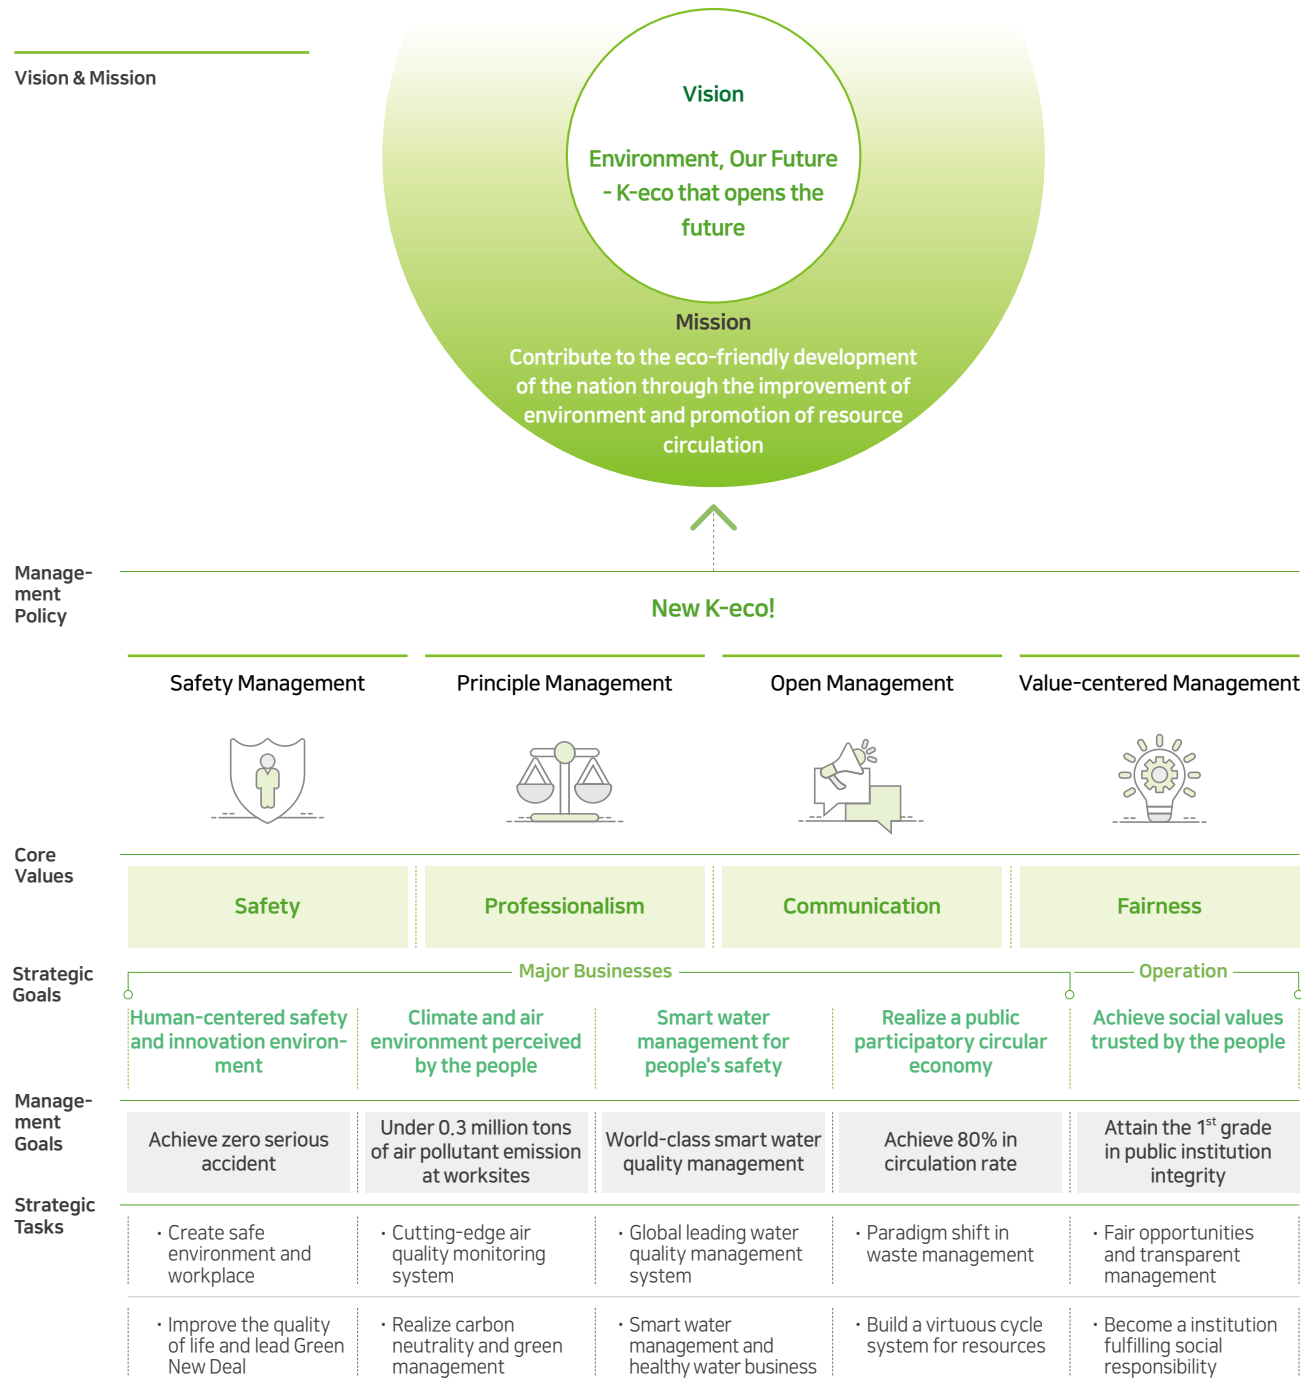 Vision & Mission
Vision
Environment, Our Future
- K-eco that opens the
future
Mission
Contribute to the eco-friendly development
of the nation through the improvement of
environment and promotion of resource
circulation
Manage-
ment
Policy
New K-eco!
Safety Management
Principle Management
Open Management
Value-centered Management
Core
Values
Safety
Professionalism
Communication
Fairness
Strategic
Goals
Major Businesses
Operation
Human-centered safety
and innovation environ-
ment
Climate and air
environment perceived
by the people
Smart water
management for
people's safety
Realize a public
participatory circular
economy
Achieve social values
trusted by the people
Manage-
ment
Goals
Achieve zero serious
accident
Under 0.3 million tons
of air pollutant emission
at worksites
World-class smart water
quality management
Achieve 80% in
circulation rate
Attain the 1st grade
in public institution
integrity
Strategic
Tasks
· Create safe
environment and
workplace
· Cutting-edge air
quality monitoring
system
· Global leading water
quality management
system
· Paradigm shift in
waste management
· Fair opportunities
and transparent
management
· Improve the quality
of life and lead Green
New Deal
· Realize carbon
neutrality and green
management
· Smart water
management and
healthy water business
· Build a virtuous cycle
system for resources
· Become a institution
fulfilling social
responsibility